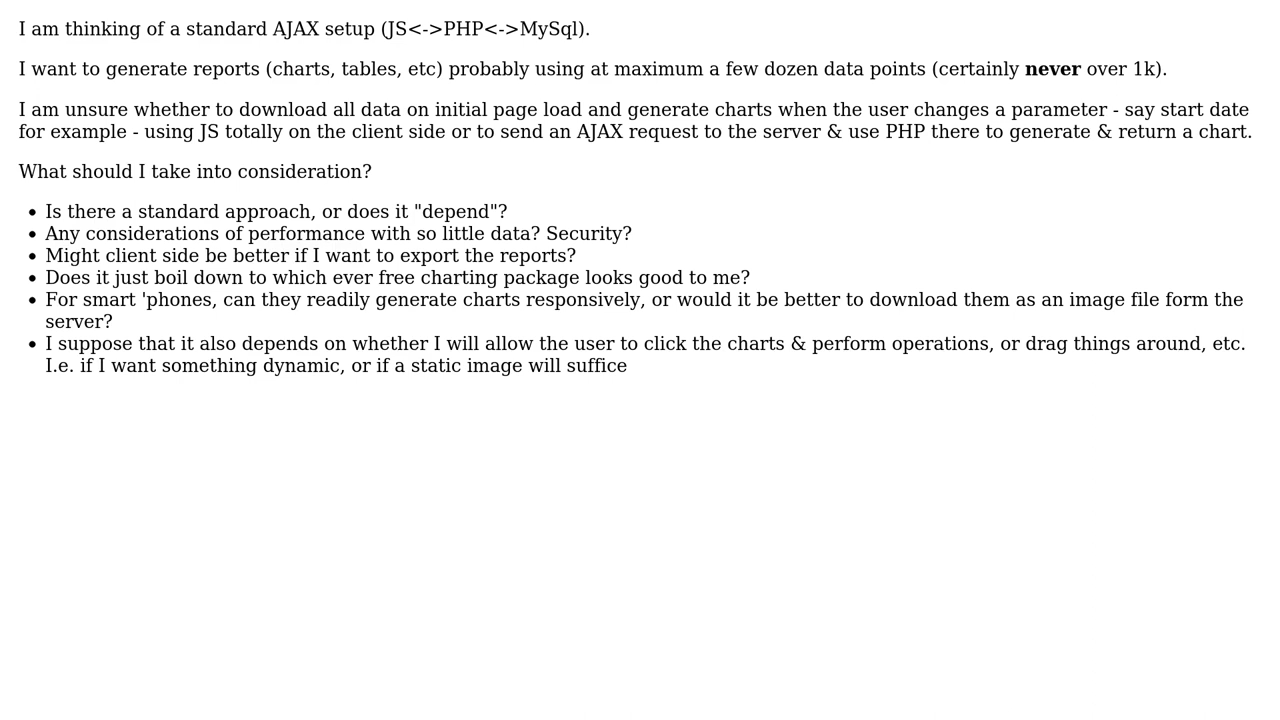 I am thinking of a standard AJAX setup (JS<->PHP<->MySql).
I want to generate reports (charts, tables, etc) probably using at maximum a few dozen data points (certainly never over 1k).
I am unsure whether to download all data on initial page load and generate charts when the user changes a parameter - say start date
for example - using JS totally on the client side or to send an AJAX request to the server & use PHP there to generate & return a chart.
What should I take into consideration?
• Is there a standard approach, or does it "depend"?
• Any considerations of performance with so little data? Security?
• Might client side be better if I want to export the reports?
• Does it just boil down to which ever free charting package looks good to me?
• For smart 'phones, can they readily generate charts responsively, or would it be better to download them as an image file form the
server?
• I suppose that it also depends on whether I will allow the user to click the charts & perform operations, or drag things around, etc.
I.e. if I want something dynamic, or if a static image will suffice